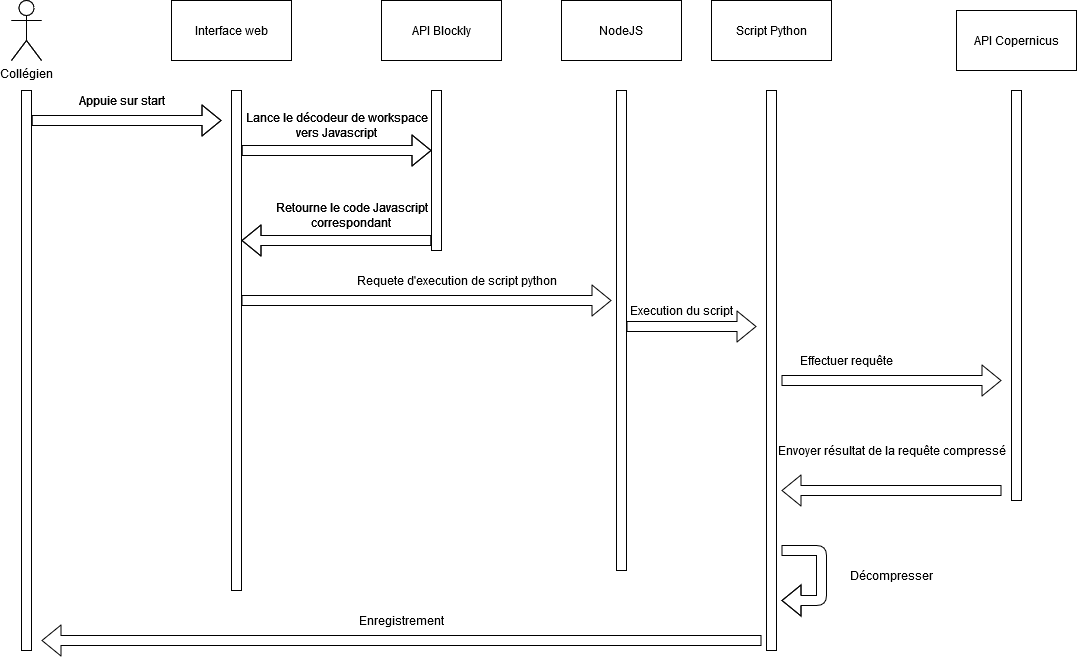 Collégien
Interface web
API Blockly
NodeJS
Script Python
API Copernicus
Appuie sur start
Lance le décodeur de workspace
vers Javascript
Retourne le code Javascript
correspondant
Requete d'execution de script python
Execution du script
Effectuer requête
Envoyer résultat de la requête compressé
Décompresser
Enregistrement